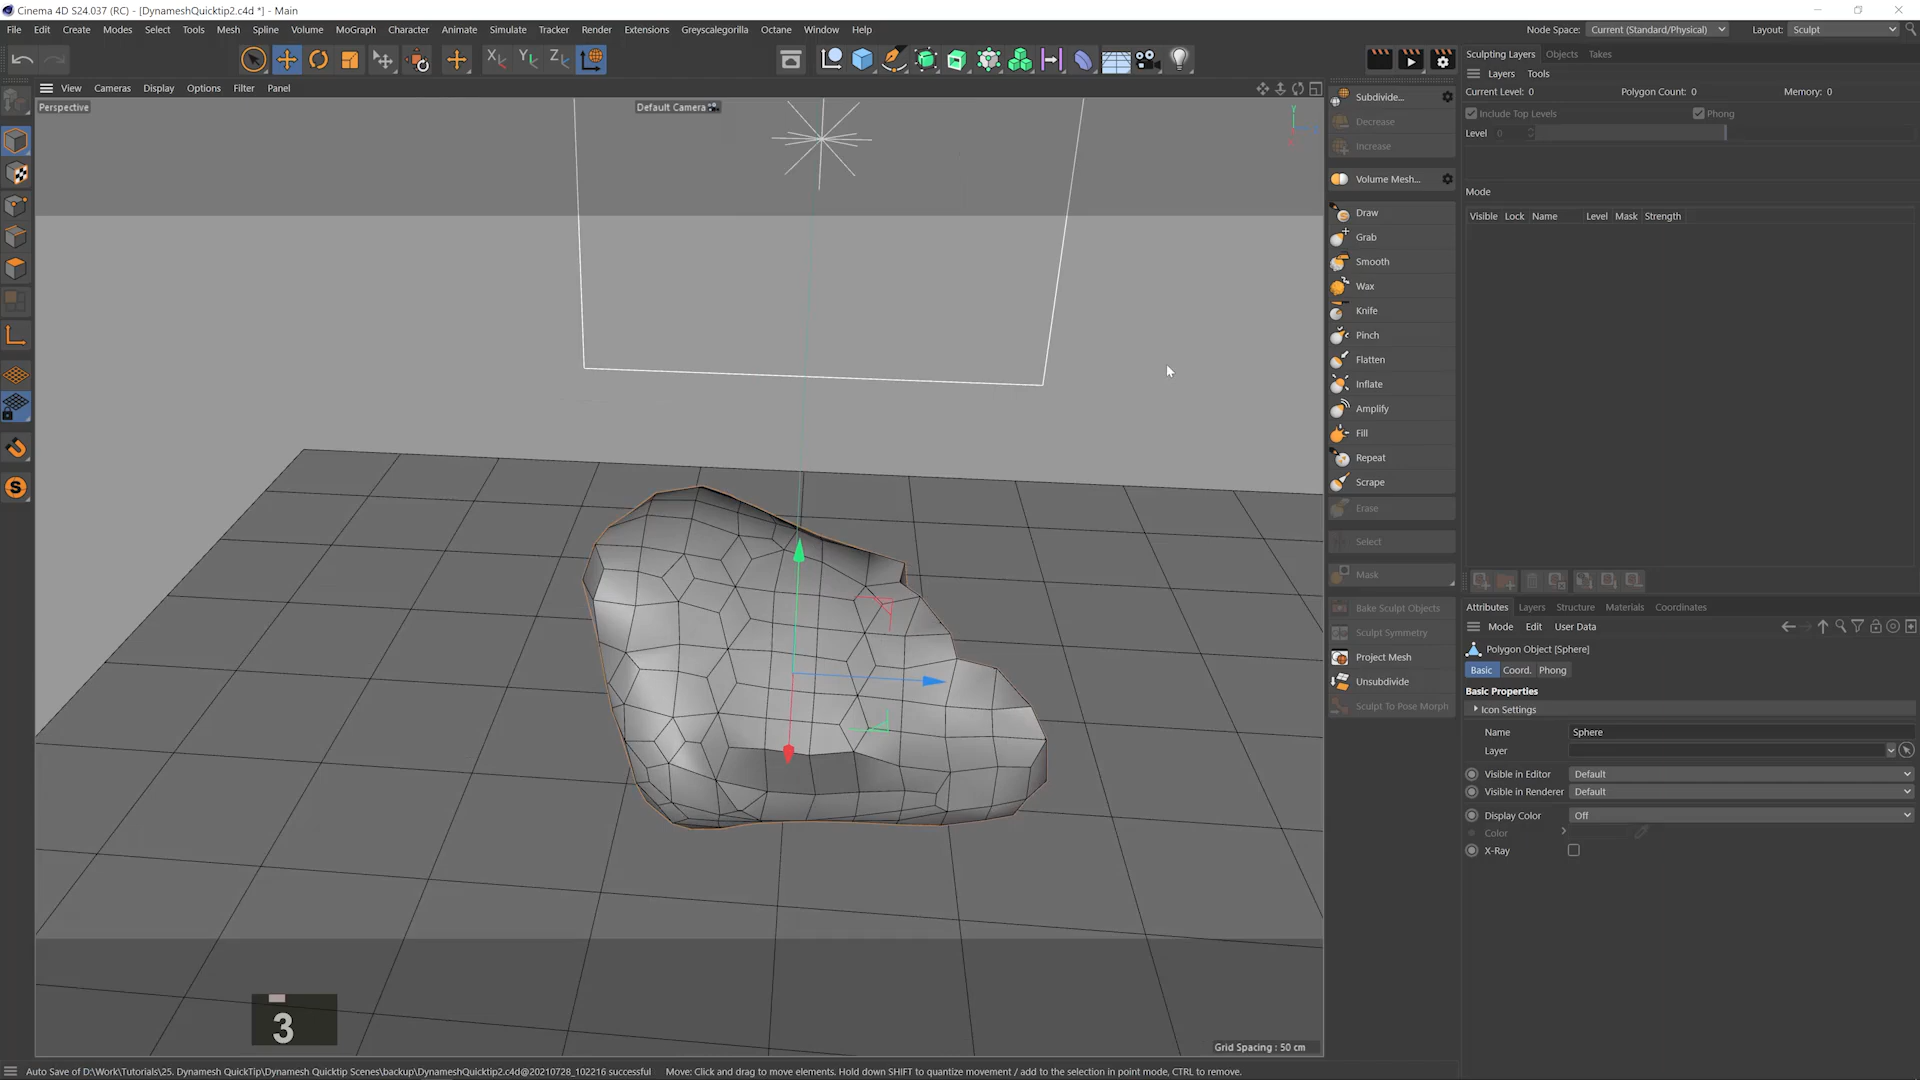 Cinema 4D S24.037 (RC) - [DynameshQuicktip2.c4d *] - Main
File Edit Create Modes Select Tools Mesh Spline Volume MoGraph Character Animate Simulate Tracker Render Extensions Greyscalegorilla Octane Window Help
Node Space: Current (Standard/Physical) Layout: Sculpt
View Cameras Display Options Filter Panel
Perspective
Default Camera
Subdivide...
Decrease
Increase
Volume Mesh...
Draw
Grab
Smooth
Wax
Knife
Pinch
Flatten
Inflate
Amplify
Fill
Repeat
Scrape
Erase
Select
Mask
Bake Sculpt Objects
Sculpt Symmetry
Project Mesh
Unsubdivide
Sculpt To Pose Morph
Sculpting Layers Objects Takes
Layers Tools
Current Level: 0 Polygon Count: 0 Memory: 0
Include Top Levels Phong
Level 0
Mode
Visible Lock Name Level Mask Strength
Attributes Layers Structure Materials Coordinates
Mode Edit User Data
Polygon Object [Sphere]
Basic Coord. Phong
Basic Properties
Icon Settings
Name Sphere
Layer
Visible in Editor Default
Visible in Renderer Default
Display Color Off
Color
X-Ray
Y
3
Grid Spacing : 50 cm
Auto Save of D:\Work\Tutorials\25. Dynamesh QuickTip\Dynamesh Quicktip Scenes\backup\DynameshQuicktip2.c4d@20210728_102216 successful Move: Click and drag to move elements. Hold down SHIFT to quantize movement / add to the selection in point mode, CTRL to remove.